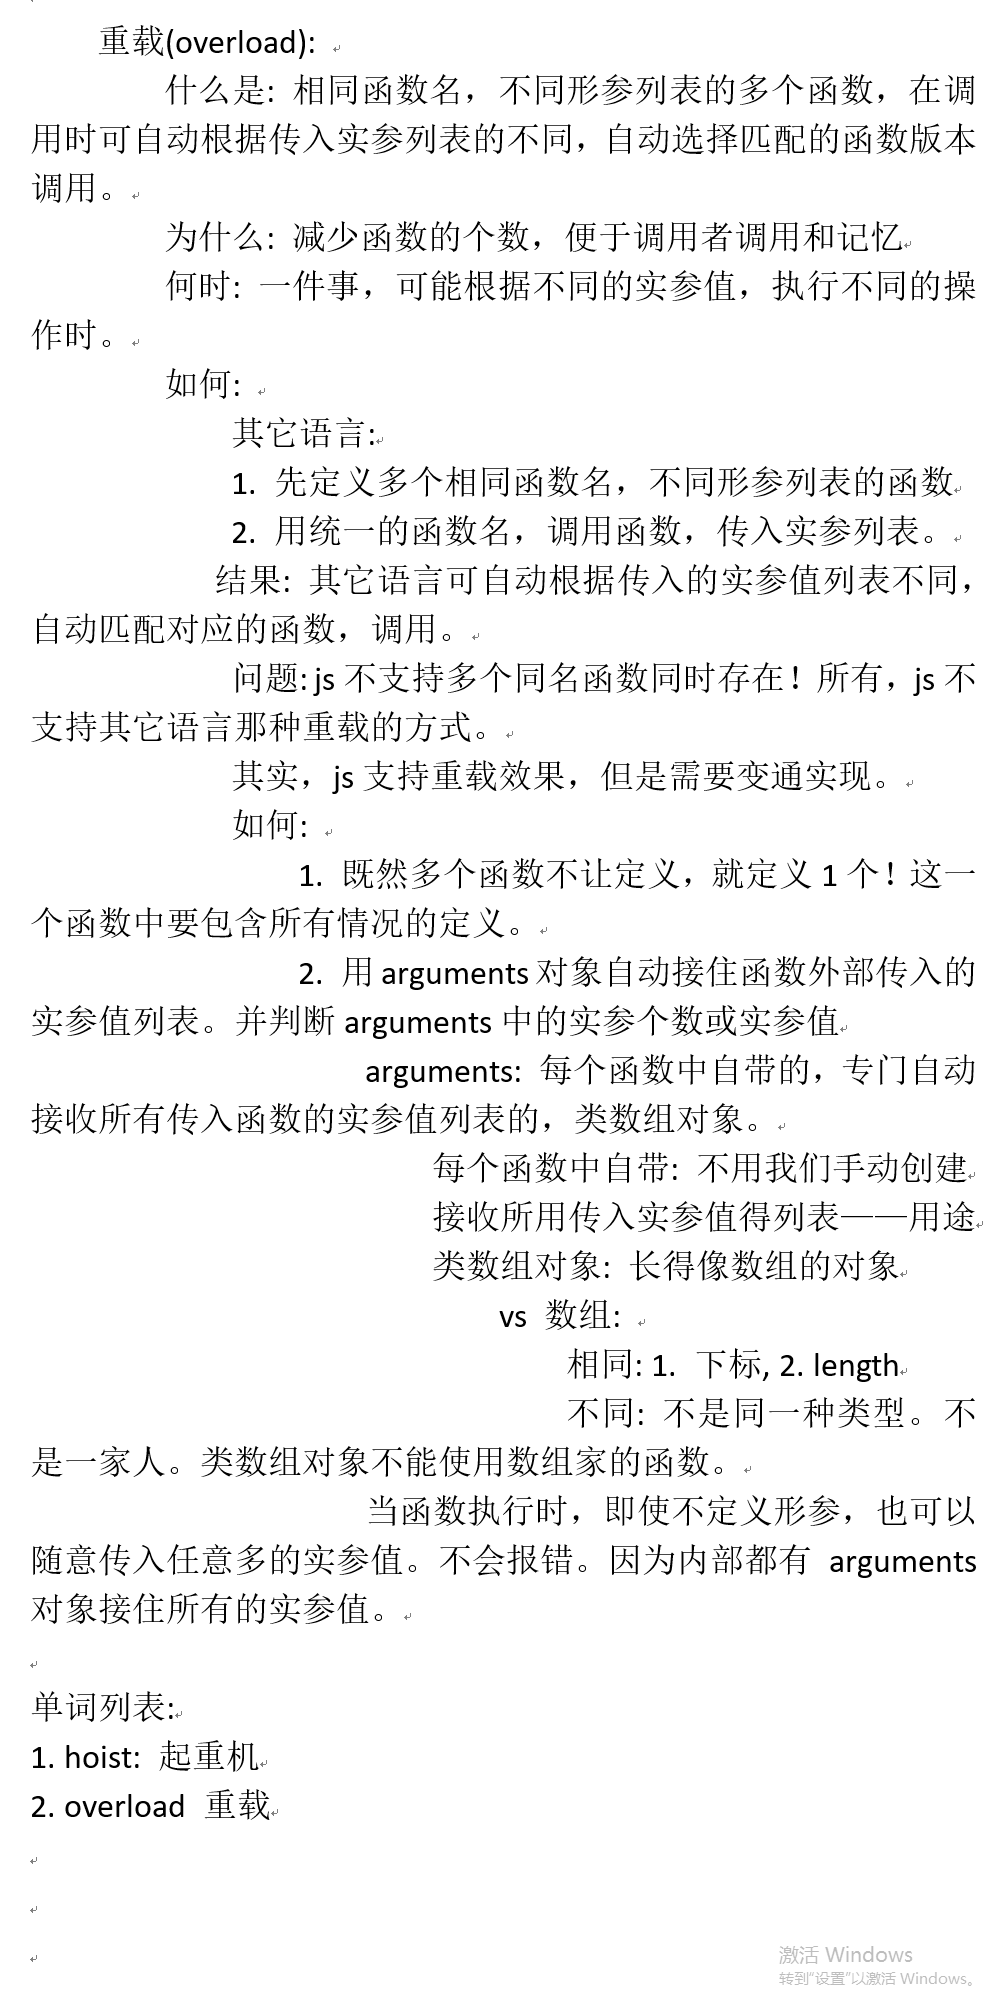 重载(overload):
什么是: 相同函数名，不同形参列表的多个函数，在调
用时可自动根据传入实参列表的不同，自动选择匹配的函数版本
调用。
为什么: 减少函数的个数，便于调用者调用和记忆
何时: 一件事，可能根据不同的实参值，执行不同的操
作时。
如何:
其它语言:
1. 先定义多个相同函数名，不同形参列表的函数
2. 用统一的函数名，调用函数，传入实参列表。
结果: 其它语言可自动根据传入的实参值列表不同，
自动匹配对应的函数，调用。
问题: js 不支持多个同名函数同时存在！所有，js 不
支持其它语言那种重载的方式。
其实，js 支持重载效果，但是需要变通实现。
如何:
1. 既然多个函数不让定义，就定义 1 个！这一
个函数中要包含所有情况的定义。
2. 用 arguments 对象自动接住函数外部传入的
实参值列表。并判断 arguments 中的实参个数或实参值
arguments: 每个函数中自带的，专门自动
接收所有传入函数的实参值列表的，类数组对象。
每个函数中自带: 不用我们手动创建
接收所用传入实参值得列表——用途
类数组对象: 长得像数组的对象
vs 数组:
相同: 1. 下标, 2. length
不同: 不是同一种类型。不
是一家人。类数组对象不能使用数组家的函数。
当函数执行时，即使不定义形参，也可以
随意传入任意多的实参值。不会报错。因为内部都有 arguments
对象接住所有的实参值。
单词列表:
1. hoist: 起重机
2. overload 重载
激活 Windows
转到"设置"以激活 Windows。